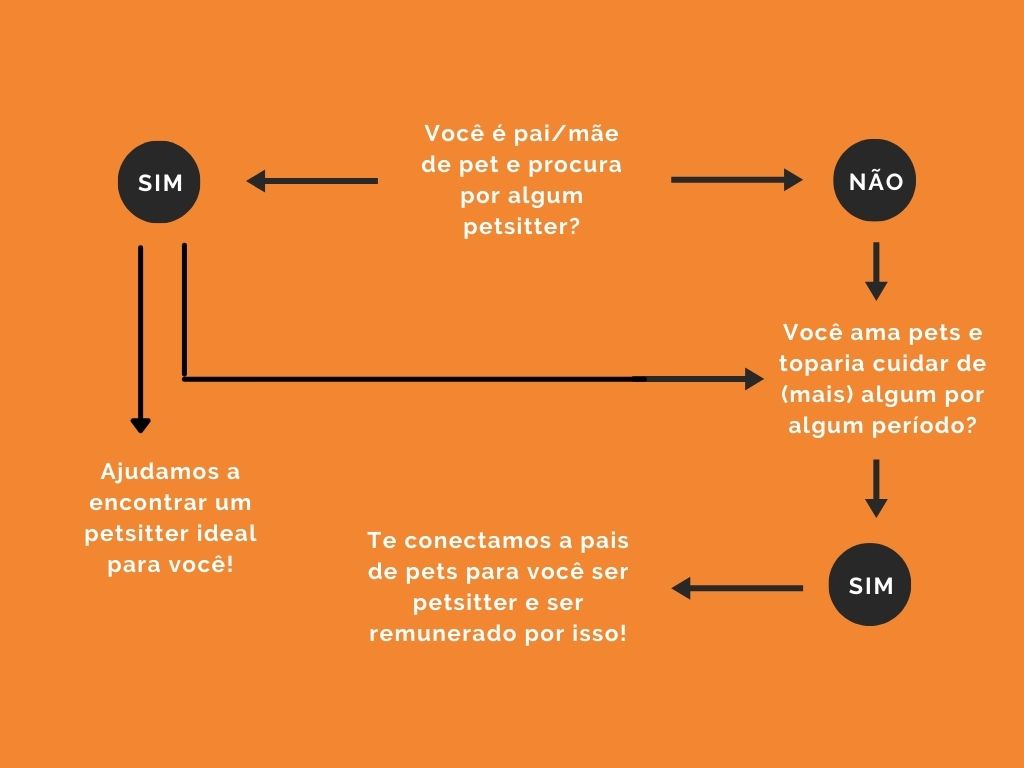 Você é pai/mãe
de pet e procura
por algum
petsitter?
SIM
NÃO
Você ama pets e
toparia cuidar de
(mais) algum por
algum período?
Ajudamos a
encontrar um
petsitter ideal
para você!
Te conectamos a pais
de pets para você ser
petsitter e ser
remunerado por isso!
SIM